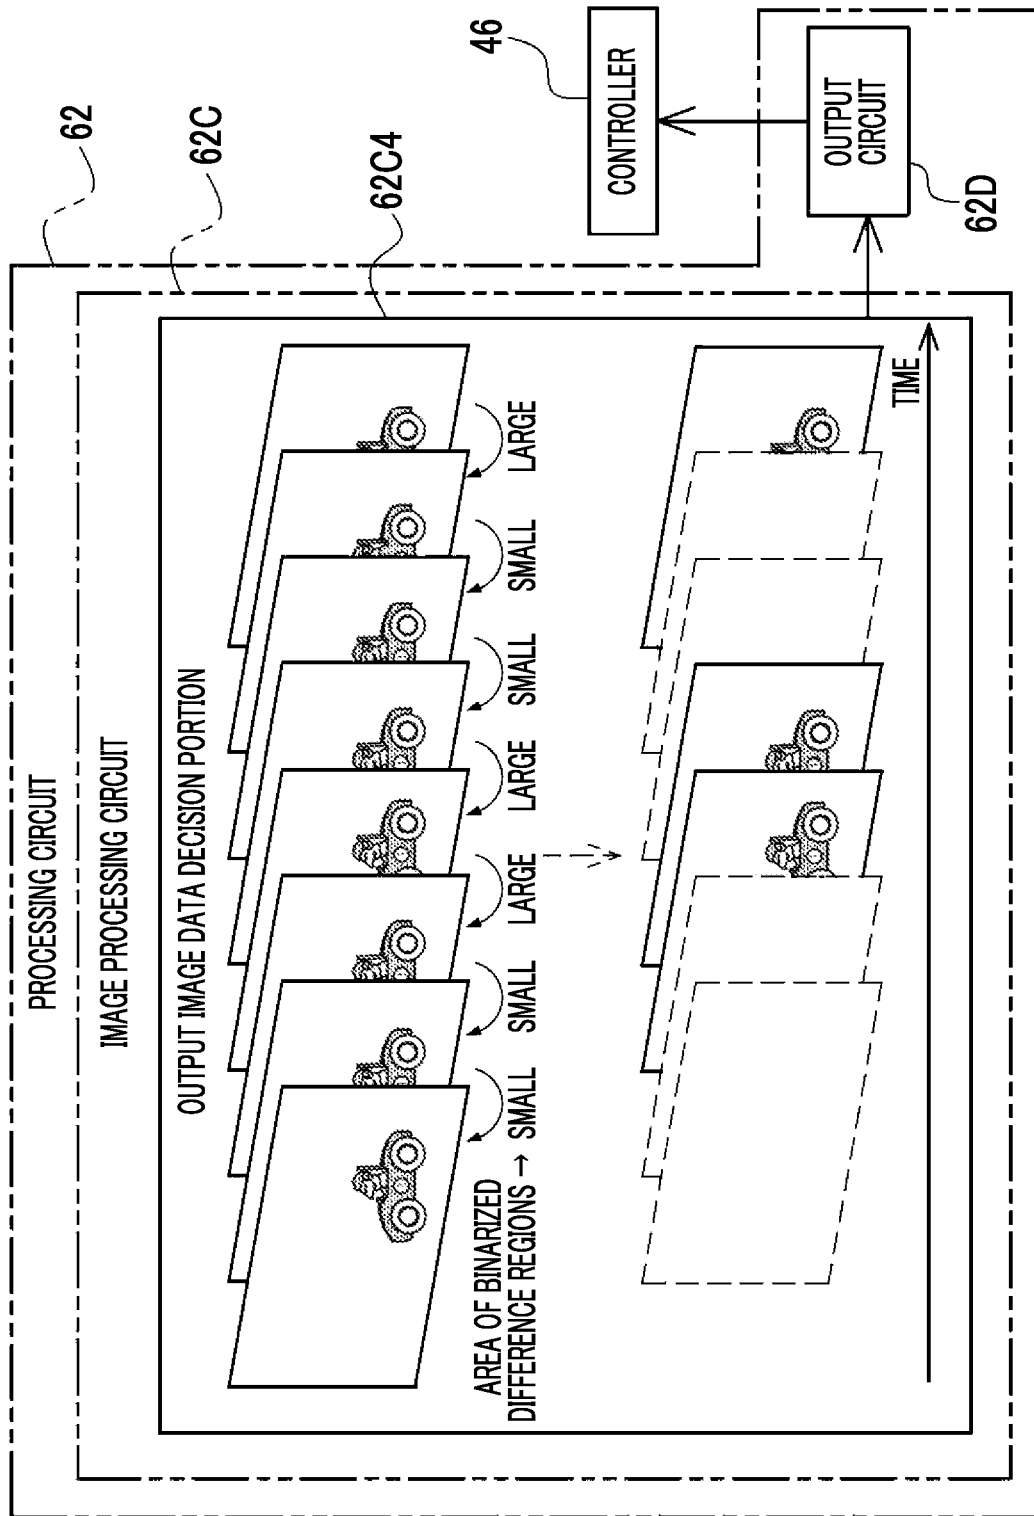 PROCESSING CIRCUIT
62
IMAGE PROCESSING CIRCUIT
62C
OUTPUT IMAGE DATA DECISION PORTION
62C4
AREA OF BINARIZED
DIFFERENCE REGIONS → SMALL
SMALL
LARGE
LARGE
SMALL
SMALL
LARGE
TIME
CONTROLLER
46
OUTPUT
CIRCUIT
62D